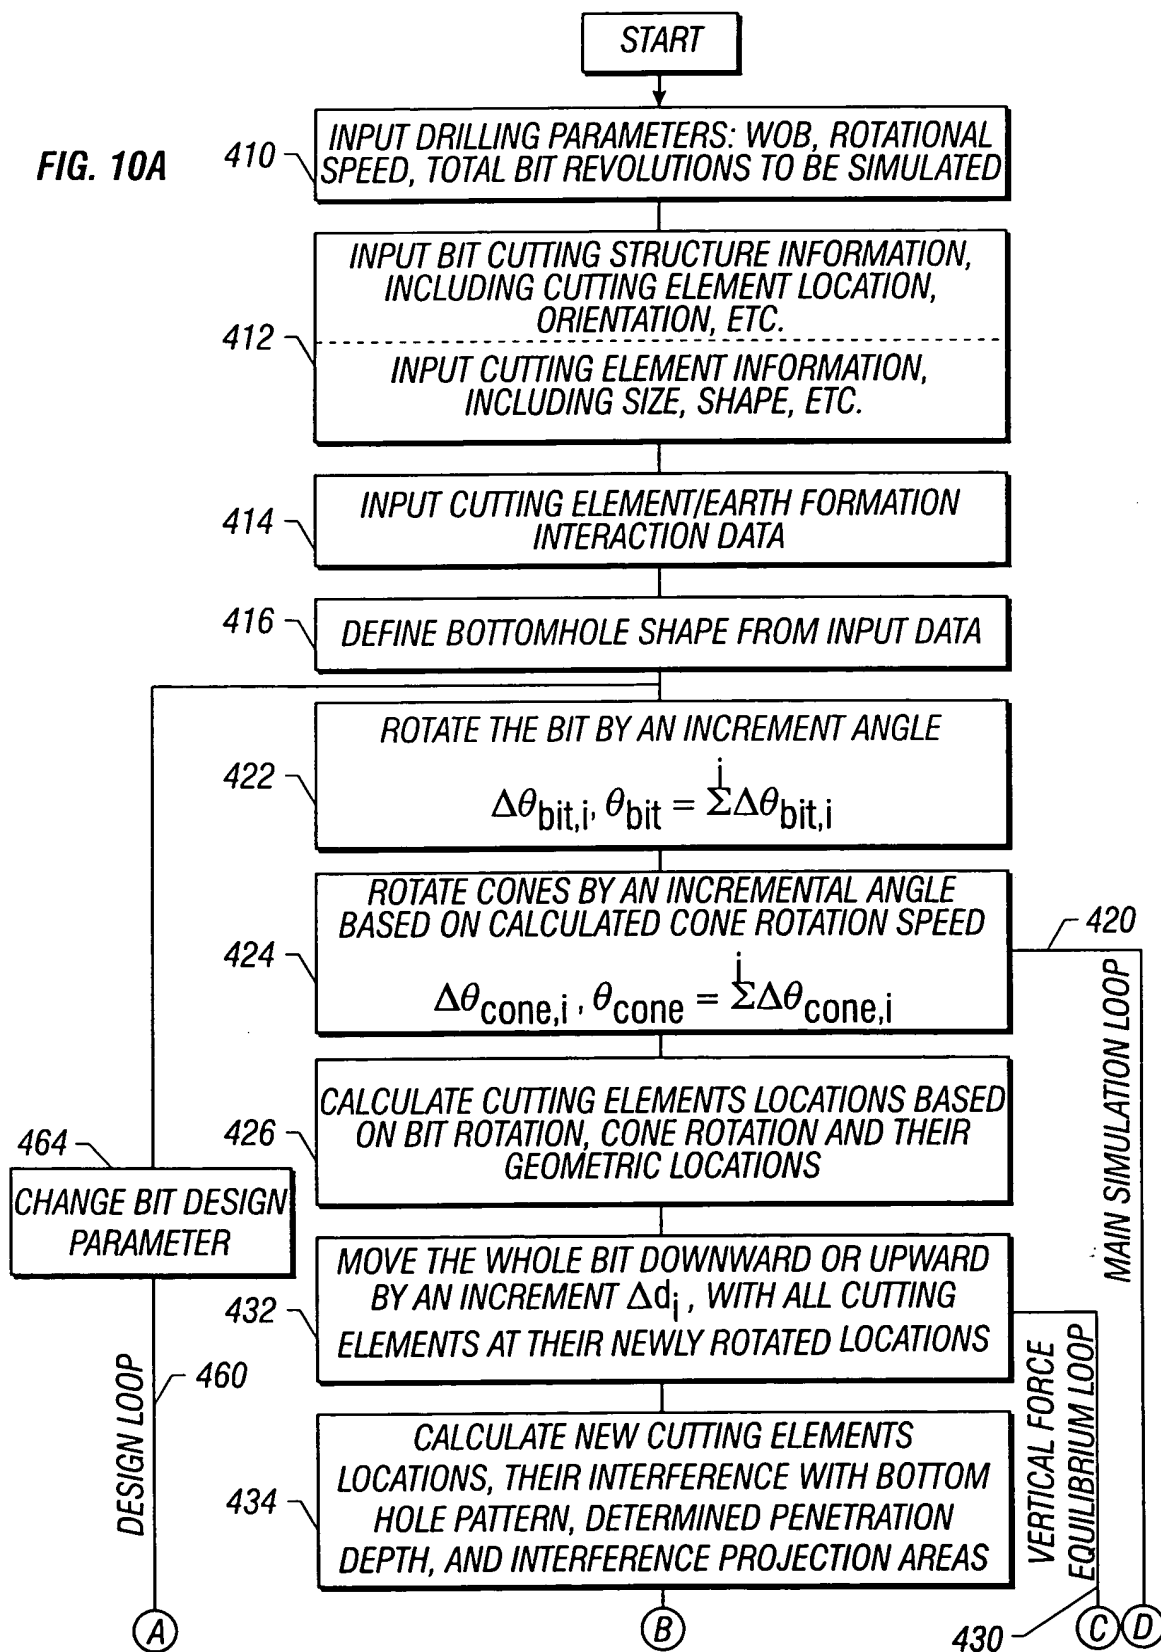 START
FIG. 10A
410
INPUT DRILLING PARAMETERS: WOB, ROTATIONAL
SPEED, TOTAL BIT REVOLUTIONS TO BE SIMULATED
412
INPUT BIT CUTTING STRUCTURE INFORMATION,
INCLUDING CUTTING ELEMENT LOCATION,
ORIENTATION, ETC.
INPUT CUTTING ELEMENT INFORMATION,
INCLUDING SIZE, SHAPE, ETC.
414
INPUT CUTTING ELEMENT/EARTH FORMATION
INTERACTION DATA
416
DEFINE BOTTOMHOLE SHAPE FROM INPUT DATA
422
ROTATE THE BIT BY AN INCREMENT ANGLE
i
Δθbit,i, θbit = ΣΔθbit,i
424
ROTATE CONES BY AN INCREMENTAL ANGLE
BASED ON CALCULATED CONE ROTATION SPEED
i
Δθcone,i, θcone = ΣΔθcone,i
420
MAIN SIMULATION LOOP
426
CALCULATE CUTTING ELEMENTS LOCATIONS BASED
ON BIT ROTATION, CONE ROTATION AND THEIR
GEOMETRIC LOCATIONS
464
CHANGE BIT DESIGN
PARAMETER
432
MOVE THE WHOLE BIT DOWNWARD OR UPWARD
BY AN INCREMENT Δdi, WITH ALL CUTTING
ELEMENTS AT THEIR NEWLY ROTATED LOCATIONS
460
DESIGN LOOP
434
CALCULATE NEW CUTTING ELEMENTS
LOCATIONS, THEIR INTERFERENCE WITH BOTTOM
HOLE PATTERN, DETERMINED PENETRATION
DEPTH, AND INTERFERENCE PROJECTION AREAS
VERTICAL FORCE
EQUILIBRIUM LOOP
430
A
B
C
D